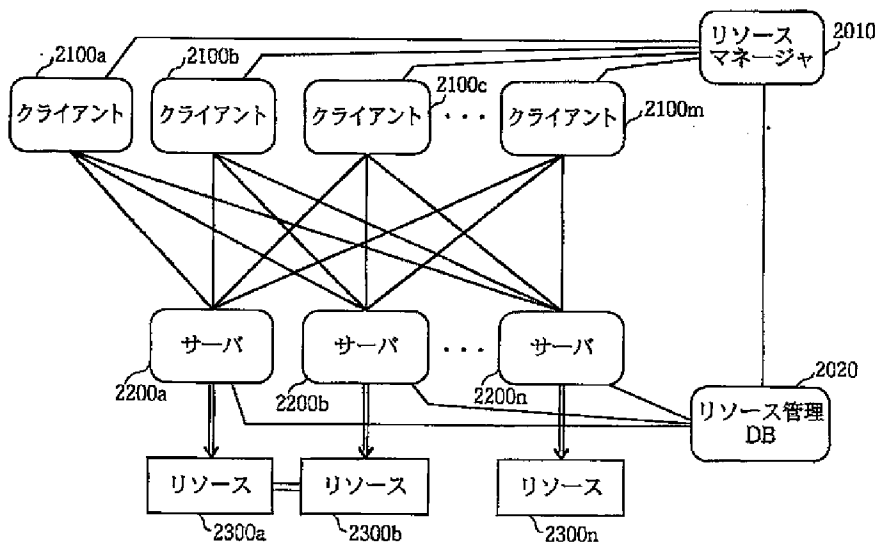 2100a
2100b
リソース
マネージャ
2010
クライアント
クライアント
クライアント
2100c
・・・
クライアント
2100m
サーバ
サーバ
・・・
サーバ
2200a
2200b
2200n
2020
リソース管理
DB
リソース
リソース
リソース
2300a
2300b
2300n